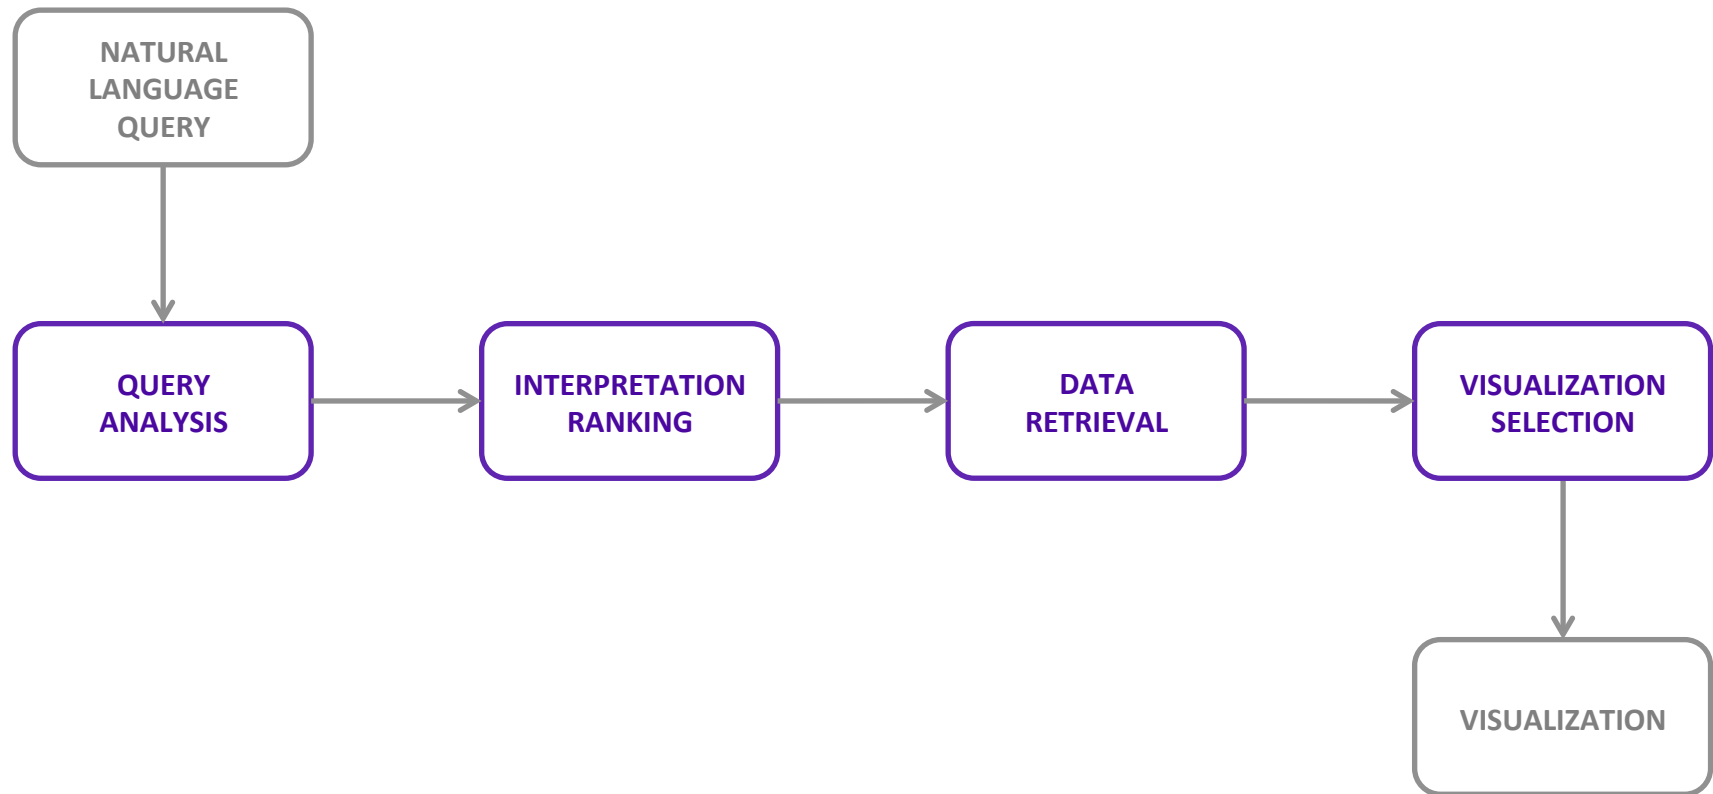 NATURAL
LANGUAGE
QUERY
QUERY
ANALYSIS
INTERPRETATION
RANKING
DATA
RETRIEVAL
VISUALIZATION
SELECTION
VISUALIZATION